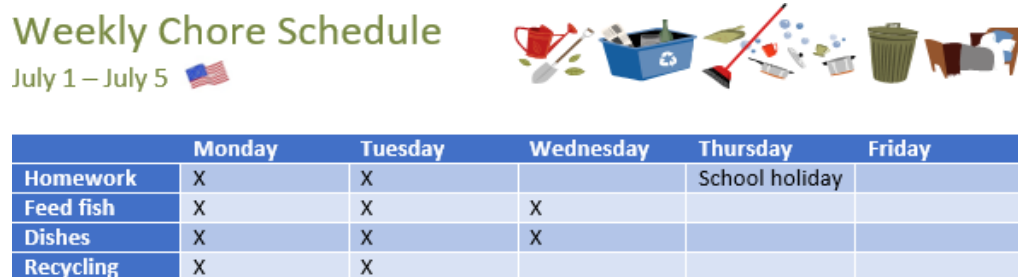 Weekly Chore Schedule
July 1 – July 5
Monday Tuesday Wednesday Thursday Friday
Homework X X School holiday
Feed fish X X X
Dishes X X X
Recycling X X